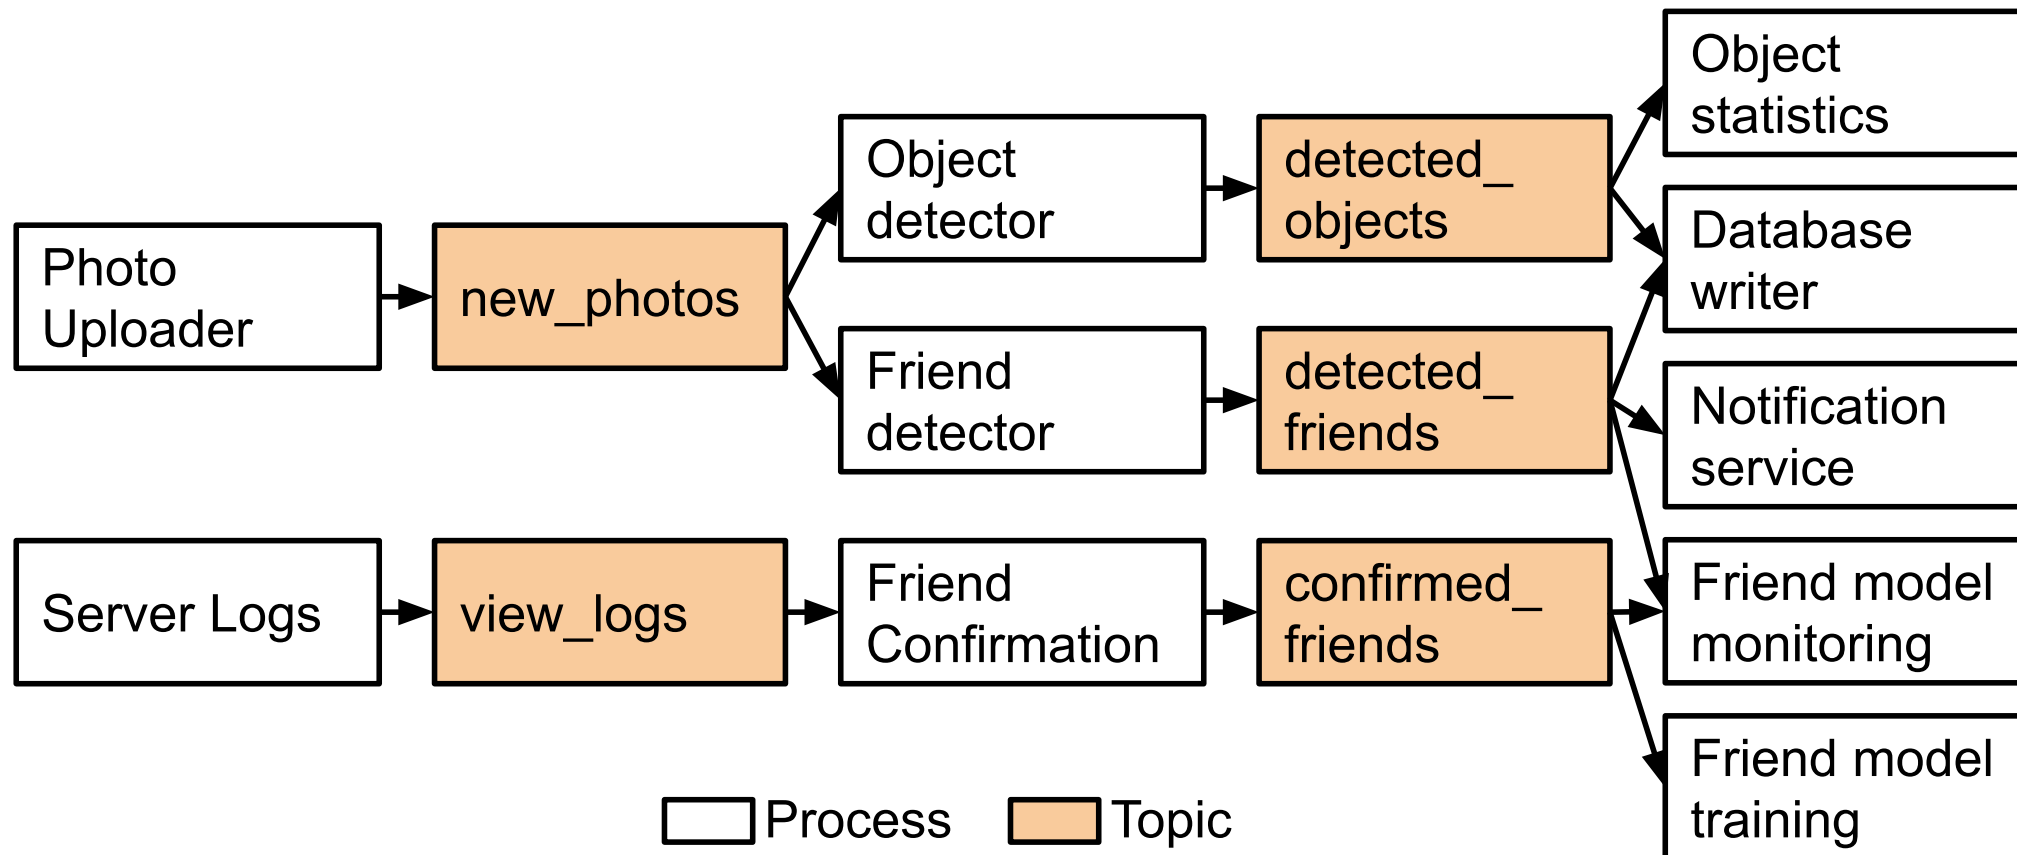 Photo
Uploader
new_photos
Object
detector
detected_
objects
Object
statistics
Database
writer
Friend
detector
detected_
friends
Notification
service
Server Logs
view_logs
Friend
Confirmation
confirmed_
friends
Friend model
monitoring
Friend model
training
Process
Topic